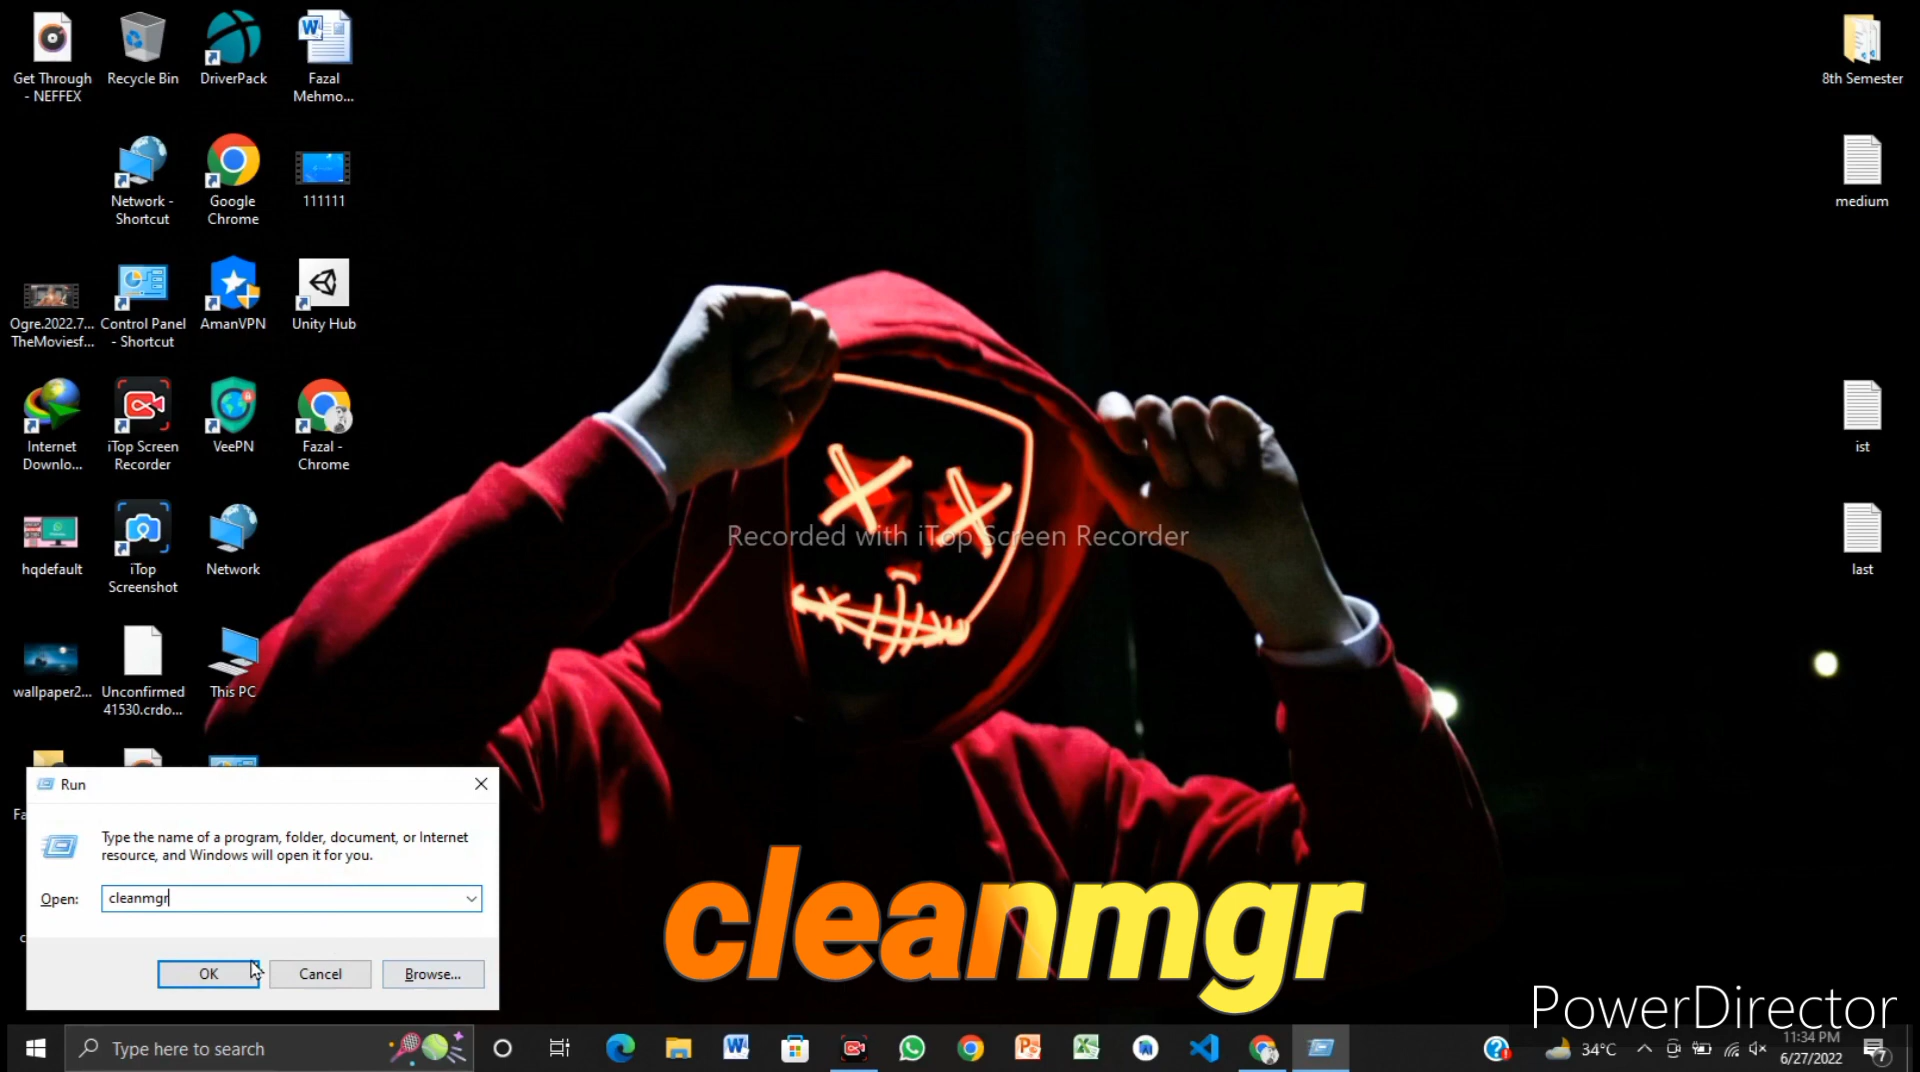 Get Through
- NEFFEX
Recycle Bin
DriverPack
Fazal
Mehmo...
8th Semester
Network -
Shortcut
Google
Chrome
111111
medium
Ogre.2022.7...
TheMoviesf...
Control Panel
- Shortcut
AmanVPN
Unity Hub
Internet
Downlo...
iTop Screen
Recorder
VeePN
Fazal -
Chrome
ist
Recorded with iTop Screen Recorder
hqdefault
iTop
Screenshot
Network
last
wallpaper2...
Unconfirmed
41530.crdo...
This PC
Run
Type the name of a program, folder, document, or Internet
resource, and Windows will open it for you.
Open:
cleanmgr
OK
Cancel
Browse...
cleanmgr
PowerDirector
Type here to search
34°C
11:34 PM
6/27/2022
7